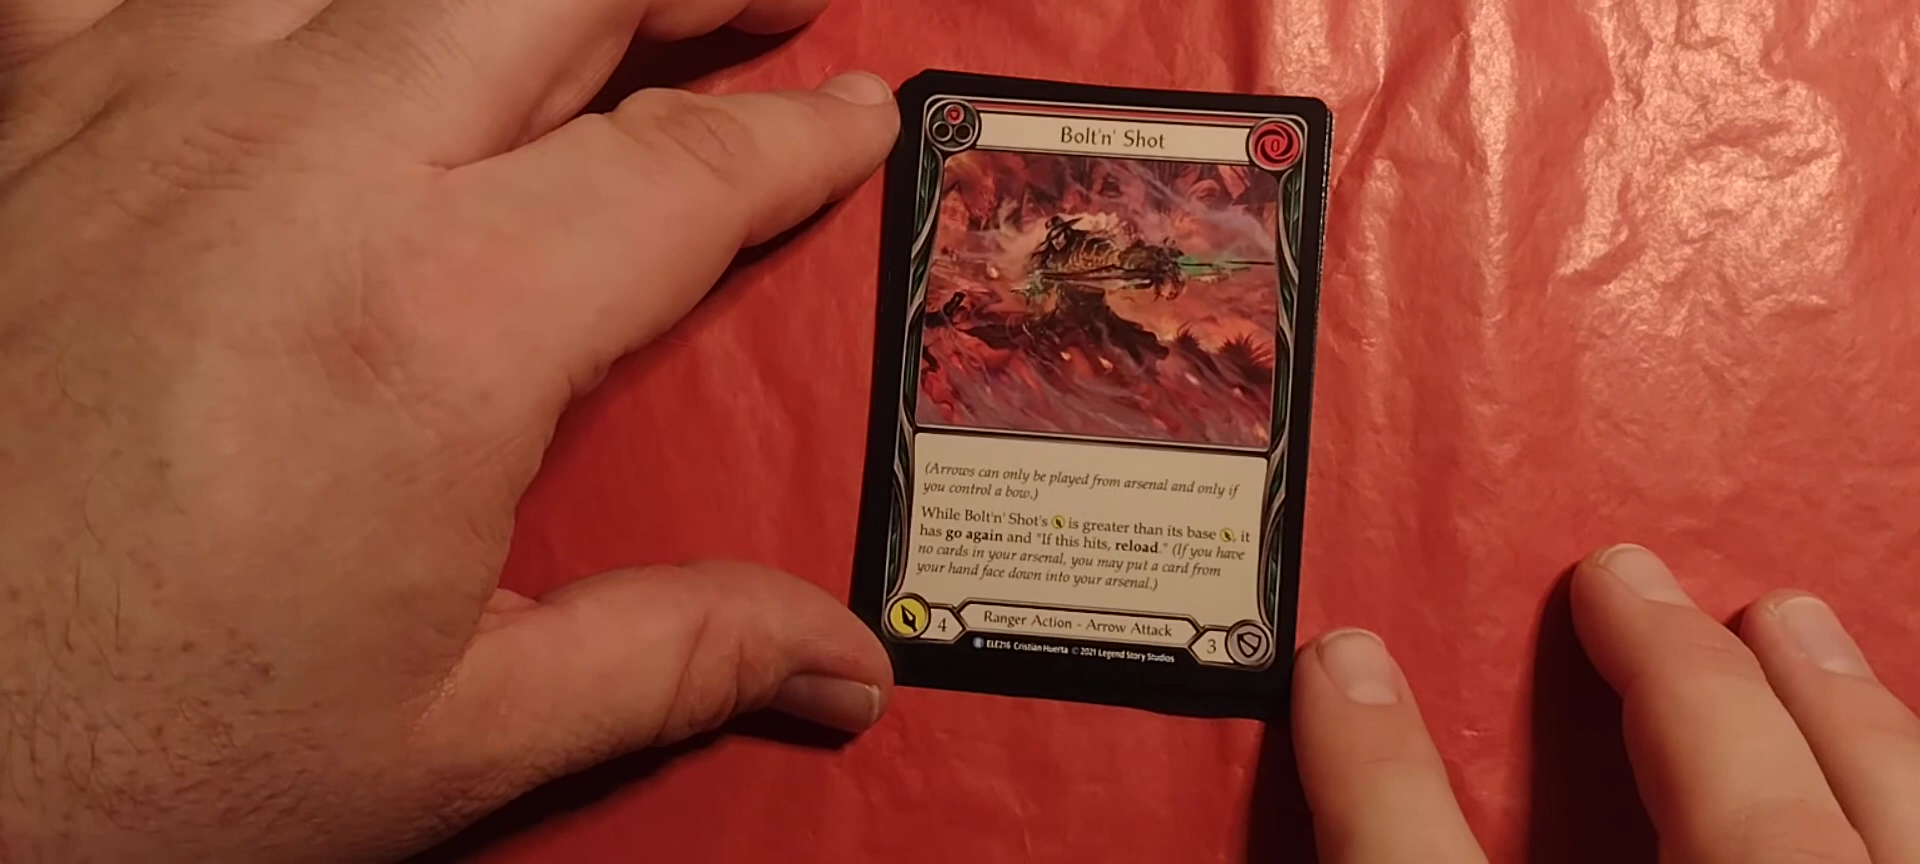 Bolt'n' Shot
0
(Arrows can only be played from arsenal and only if
you control a bow.)
While Bolt'n' Shot's is greater than its base , it
has go again and "If this hits, reload." (If you have
no cards in your arsenal, you may put a card from
your hand face down into your arsenal.)
4
Ranger Action - Arrow Attack
3
R ELE216 Cristian Huerta © 2021 Legend Story Studios